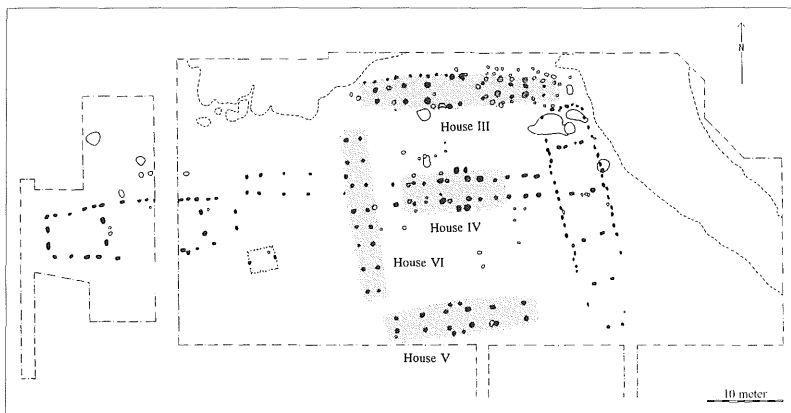 N
House III
House IV
House VI
House V
10 meter